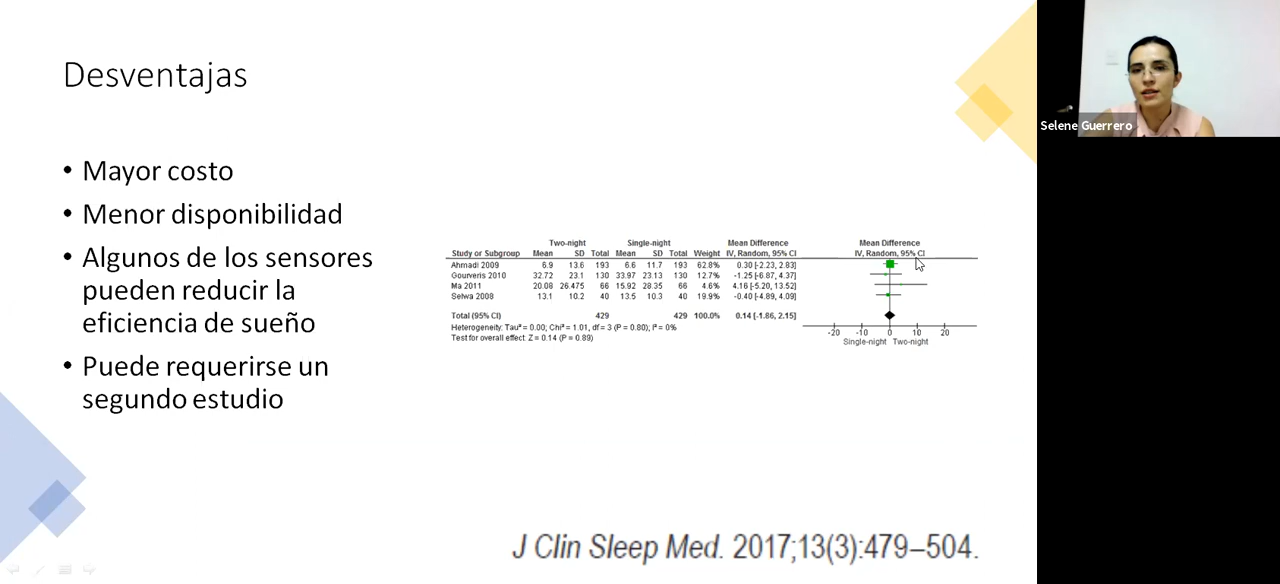 Desventajas
• Mayor costo
• Menor disponibilidad
• Algunos de los sensores
pueden reducir la
eficiencia de sueño
• Puede requerirse un
segundo estudio
Two-night Single-night Mean Difference Mean Difference
Study or Subgroup Mean SD Total Mean SD Total Weight IV, Random, 95% CI IV, Random, 95% CI
Ahmadi 2009 6.9 13.6 193 6.6 11.7 193 62.8% 0.30 [-2.23, 2.83]
Gourveris 2010 32.72 23.1 130 33.97 23.13 130 12.7% -1.25 [-6.87, 4.37]
Ma 2011 20.08 26.475 66 15.92 28.35 66 4.6% 4.16 [-5.20, 13.52]
Selwa 2008 13.1 10.2 40 13.5 10.3 40 19.9% -0.40 [-4.89, 4.09]
Total (95% CI) 429 429 100.0% 0.14 [-1.86, 2.15]
Heterogeneity: Tau² = 0.00; Chi² = 1.01, df = 3 (P = 0.80); I² = 0%
Test for overall effect: Z = 0.14 (P = 0.89)
-20 -10 0 10 20
Single-night Two-night
J Clin Sleep Med. 2017;13(3):479–504.
Selene Guerrero